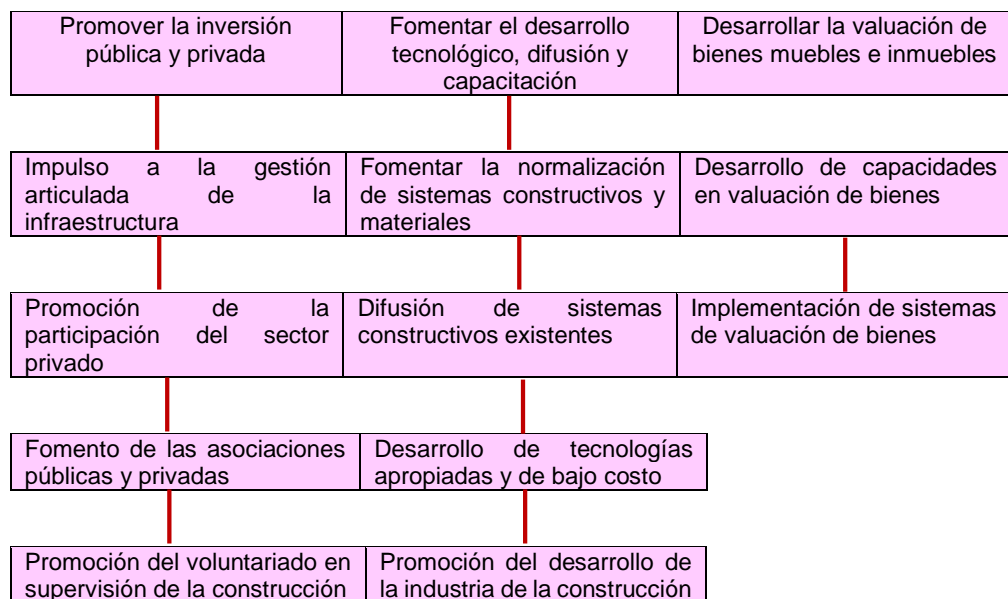 Promover la inversión
pública y privada
Fomentar el desarrollo
tecnológico, difusión y
capacitación
Desarrollar la valuación de
bienes muebles e inmuebles
Impulso a la gestión
articulada de la
infraestructura
Fomentar la normalización
de sistemas constructivos y
materiales
Desarrollo de capacidades
en valuación de bienes
Promoción de la
participación del sector
privado
Difusión de sistemas
constructivos existentes
Implementación de sistemas
de valuación de bienes
Fomento de las asociaciones
públicas y privadas
Desarrollo de tecnologías
apropiadas y de bajo costo
Promoción del voluntariado en
supervisión de la construcción
Promoción del desarrollo de
la industria de la construcción